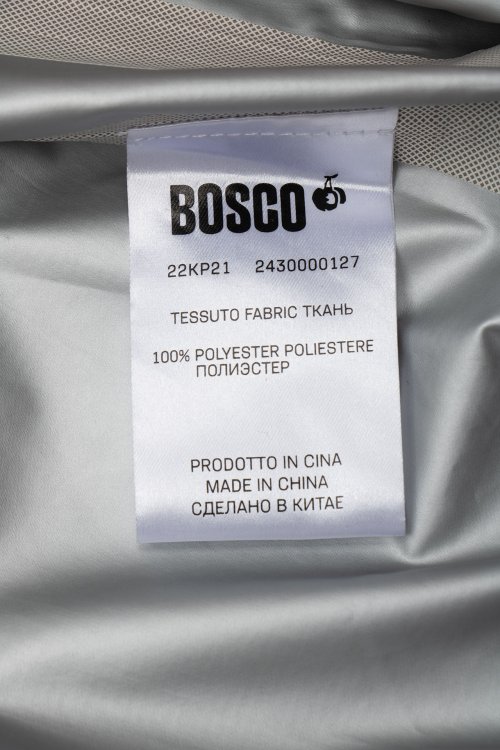 BOSCO
22KP21 2430000127
TESSUTO FABRIC ТКАНЬ
100% POLYESTER POLIESTERE
ПОЛИЭСТЕР
PRODOTTO IN CINA
MADE IN CHINA
СДЕЛАНО В КИТАЕ